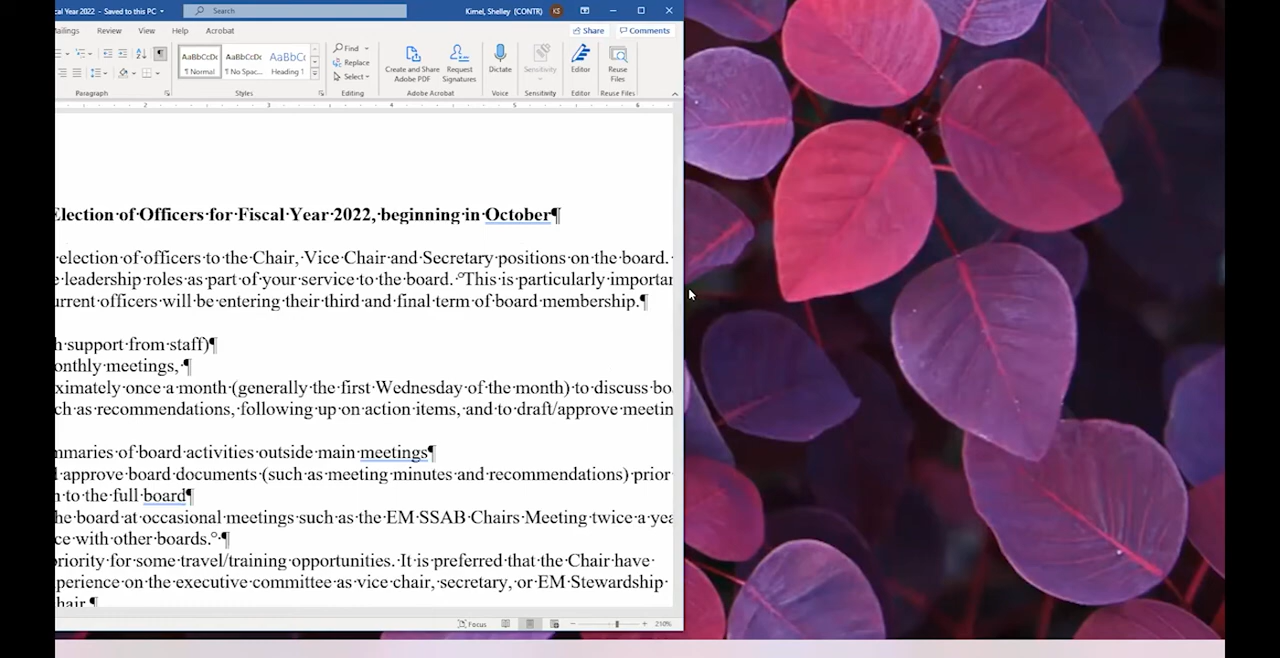 cal Year 2022 - Saved to this PC
Search
Kimel, Shelley (CONTR)
KS
ailings Review View Help Acrobat
Share Comments
AaBbCcDc AaBbCcDc AaBbCc
¶ Normal ¶ No Spac... Heading 1
Find
Replace
Select
Create and Share Adobe PDF
Request Signatures
Dictate
Sensitivity
Editor
Reuse Files
Paragraph Styles Editing Adobe Acrobat Voice Sensitivity Editor Reuse Files
2 3 4 5 6
Election of Officers for Fiscal Year 2022, beginning in October¶
election of officers to the Chair, Vice Chair and Secretary positions on the board.
e leadership roles as part of your service to the board. °This is particularly importan
urrent officers will be entering their third and final term of board membership.¶
h support from staff)¶
onthly meetings, ¶
ximately once a month (generally the first Wednesday of the month) to discuss bo
ch as recommendations, following up on action items, and to draft/approve meetin
mmaries of board activities outside main meetings¶
l approve board documents (such as meeting minutes and recommendations) prior
n to the full board¶
he board at occasional meetings such as the EM SSAB Chairs Meeting twice a yea
ce with other boards.° ¶
priority for some travel/training opportunities. It is preferred that the Chair have
perience on the executive committee as vice chair, secretary, or EM Stewardship
hair.¶
Focus
210%